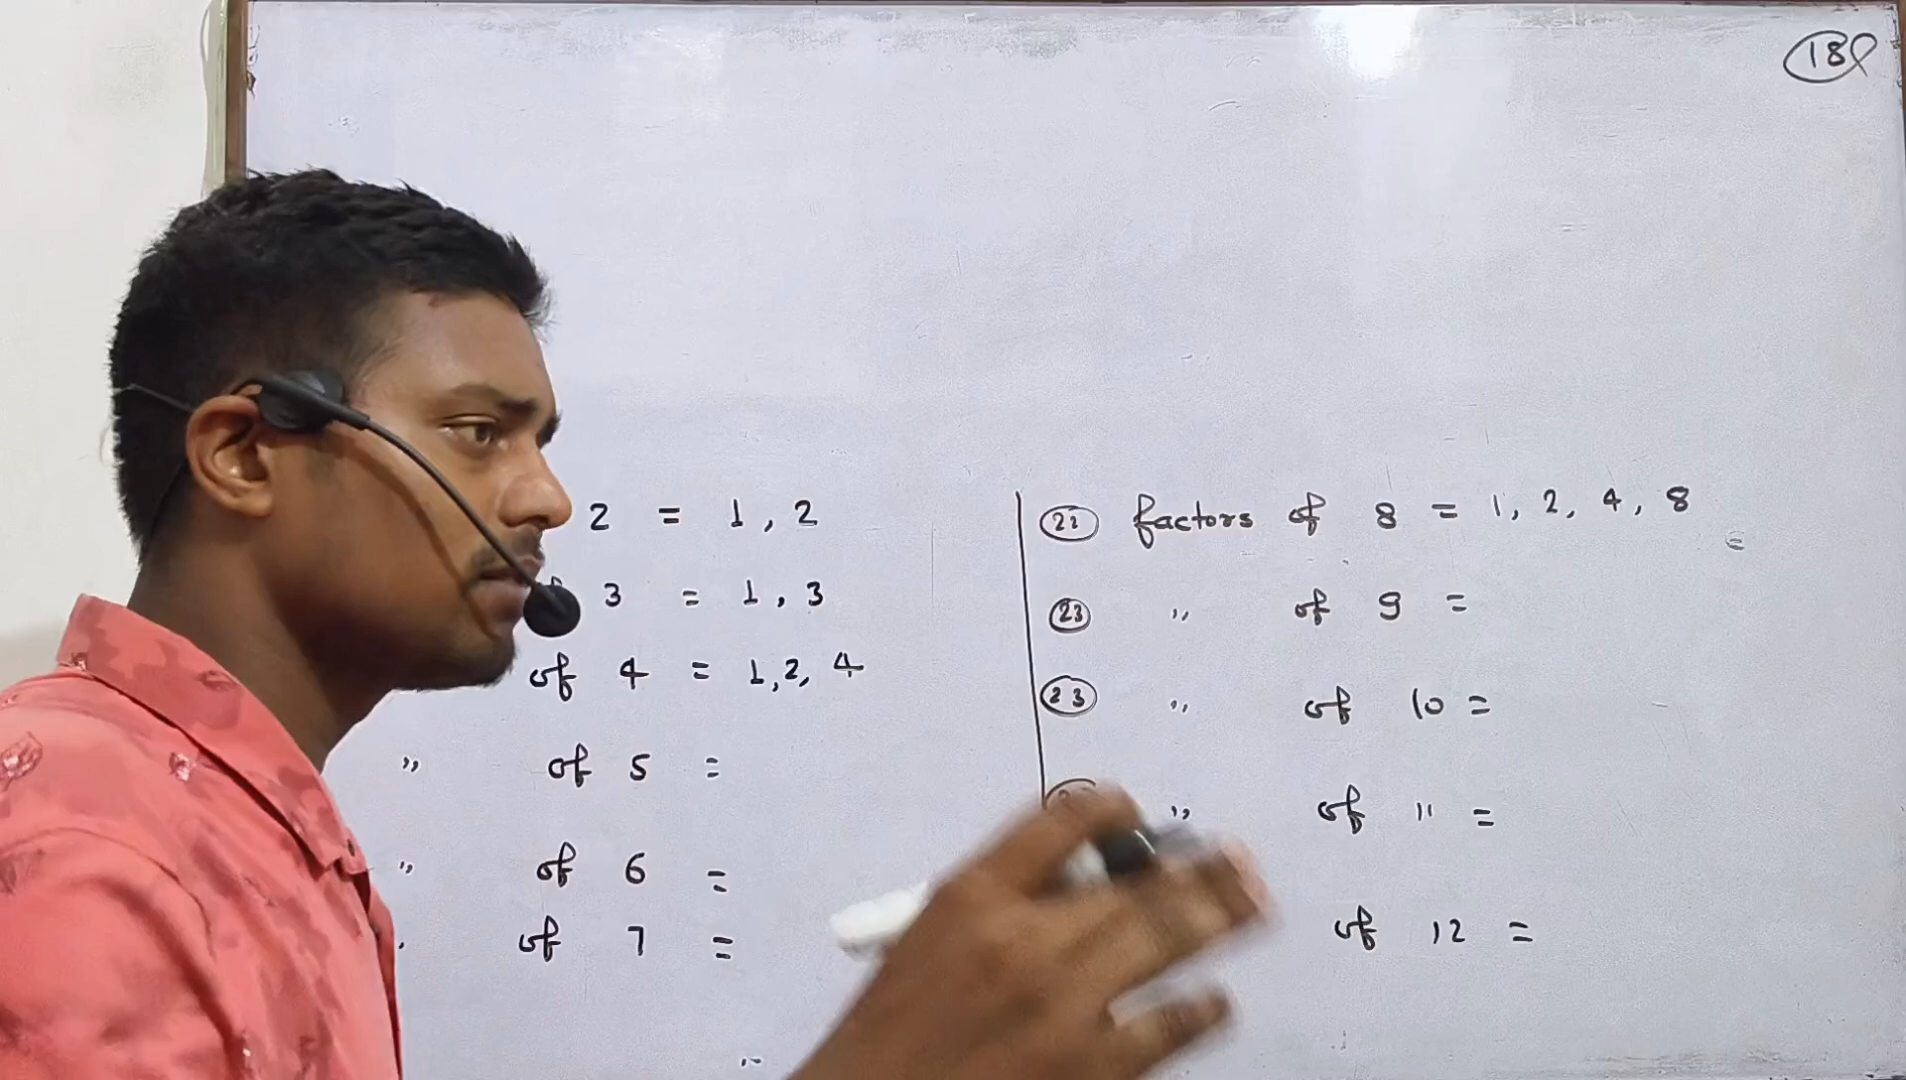 18
2 = 1, 2
3 = 1, 3
of 4 = 1, 2, 4
" of 5 =
" of 6 =
of 7 =
22 factors of 8 = 1, 2, 4, 8
23 " of 9 =
23 " of 10 =
" of 11 =
of 12 =